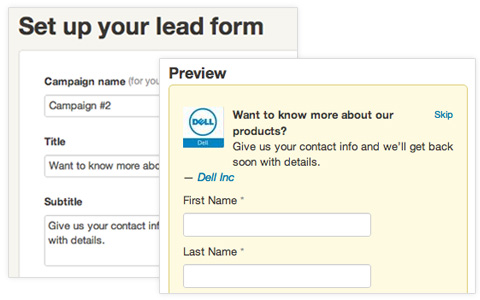 Set up your lead form
Campaign name (for you
Campaign #2
Title
Want to know more abo
Subtitle
Give us your contact inf
with details.
Preview
DELL
Dell
Want to know more about our
products?
Skip
Give us your contact info and we'll get back
soon with details.
— Dell Inc
First Name *
Last Name *